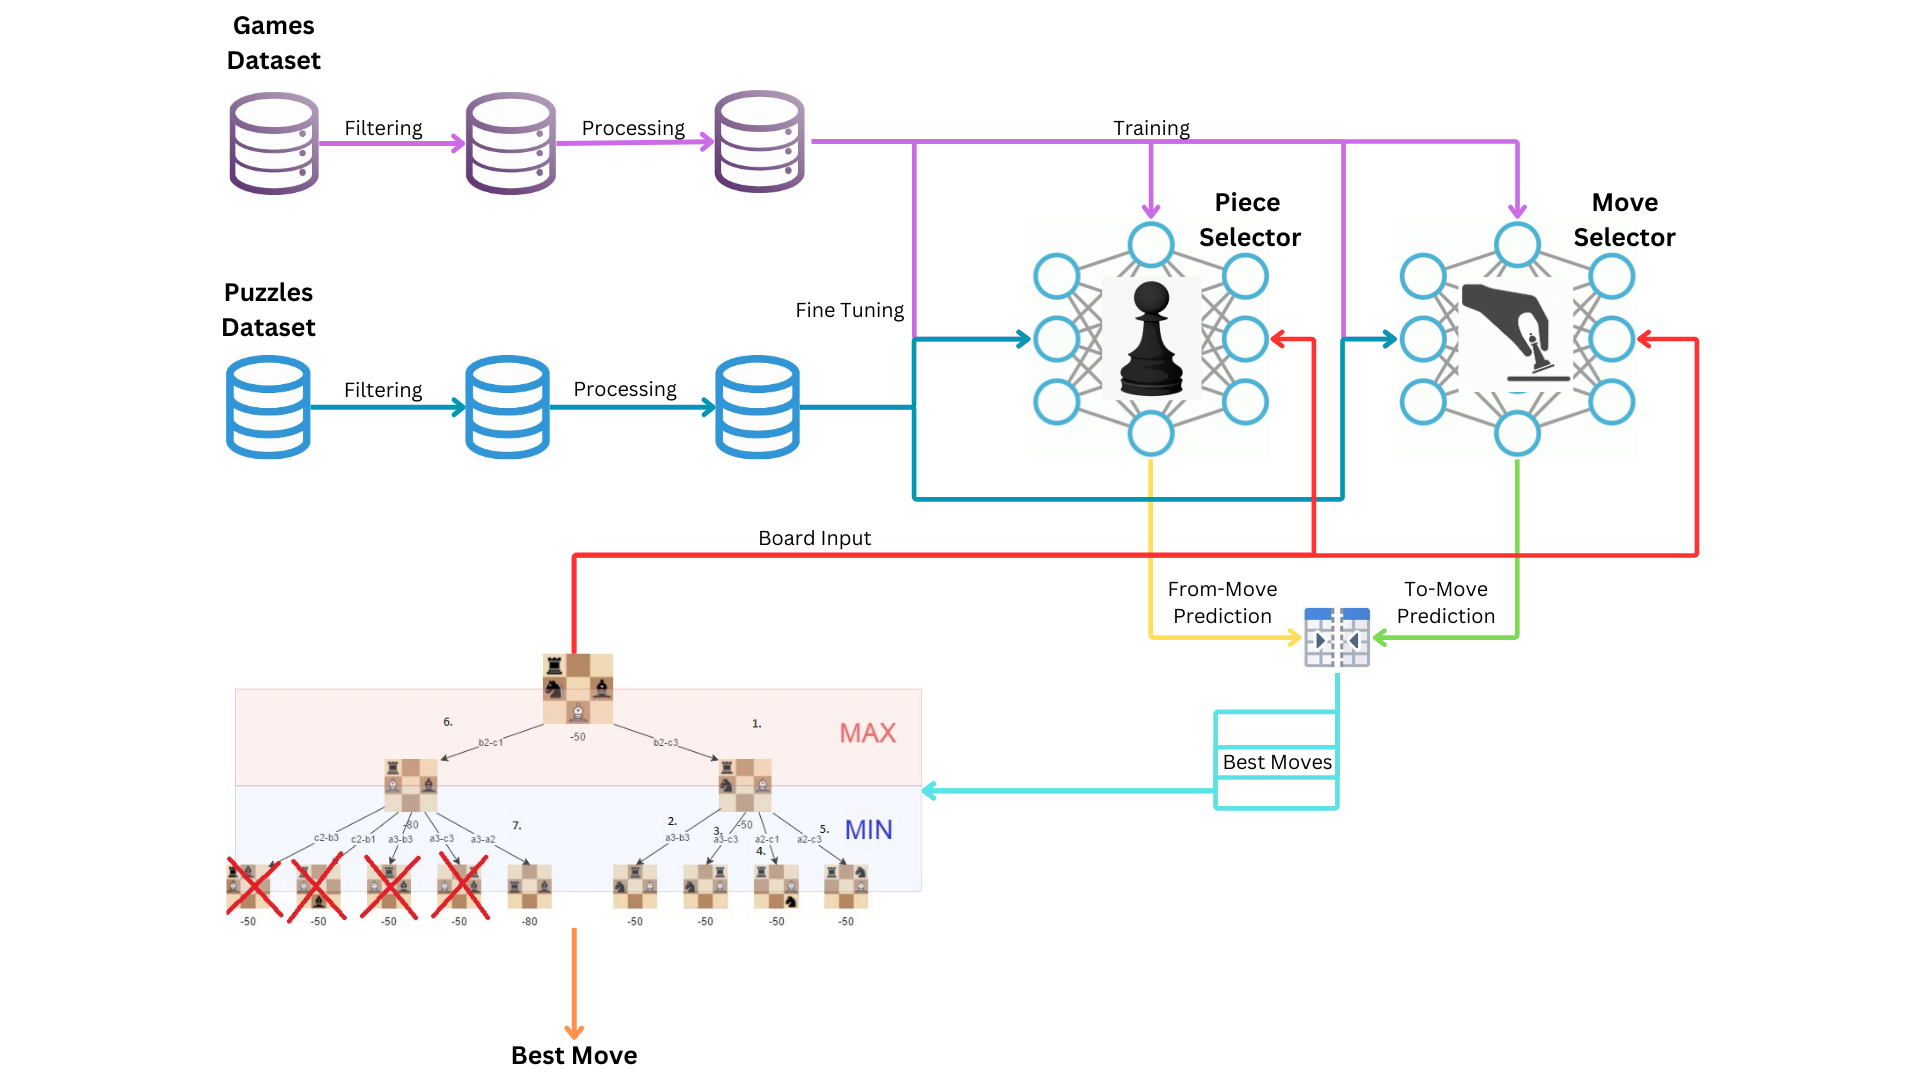 Games
Dataset
Filtering
Processing
Training
Piece
Selector
Move
Selector
Puzzles
Dataset
Fine Tuning
Filtering
Processing
Board Input
From-Move
Prediction
To-Move
Prediction
Best Moves
6.
1.
MAX
-50
b2-c1
b2-c3
-80
-50
7.
2.
3.
5.
MIN
c2-b3
c2-b1
a3-b3
a3-c3
a3-a2
a3-b3
a3-c3
a2-c1
a2-c3
4.
-50
-50
-50
-50
-80
-50
-50
-50
-50
Best Move